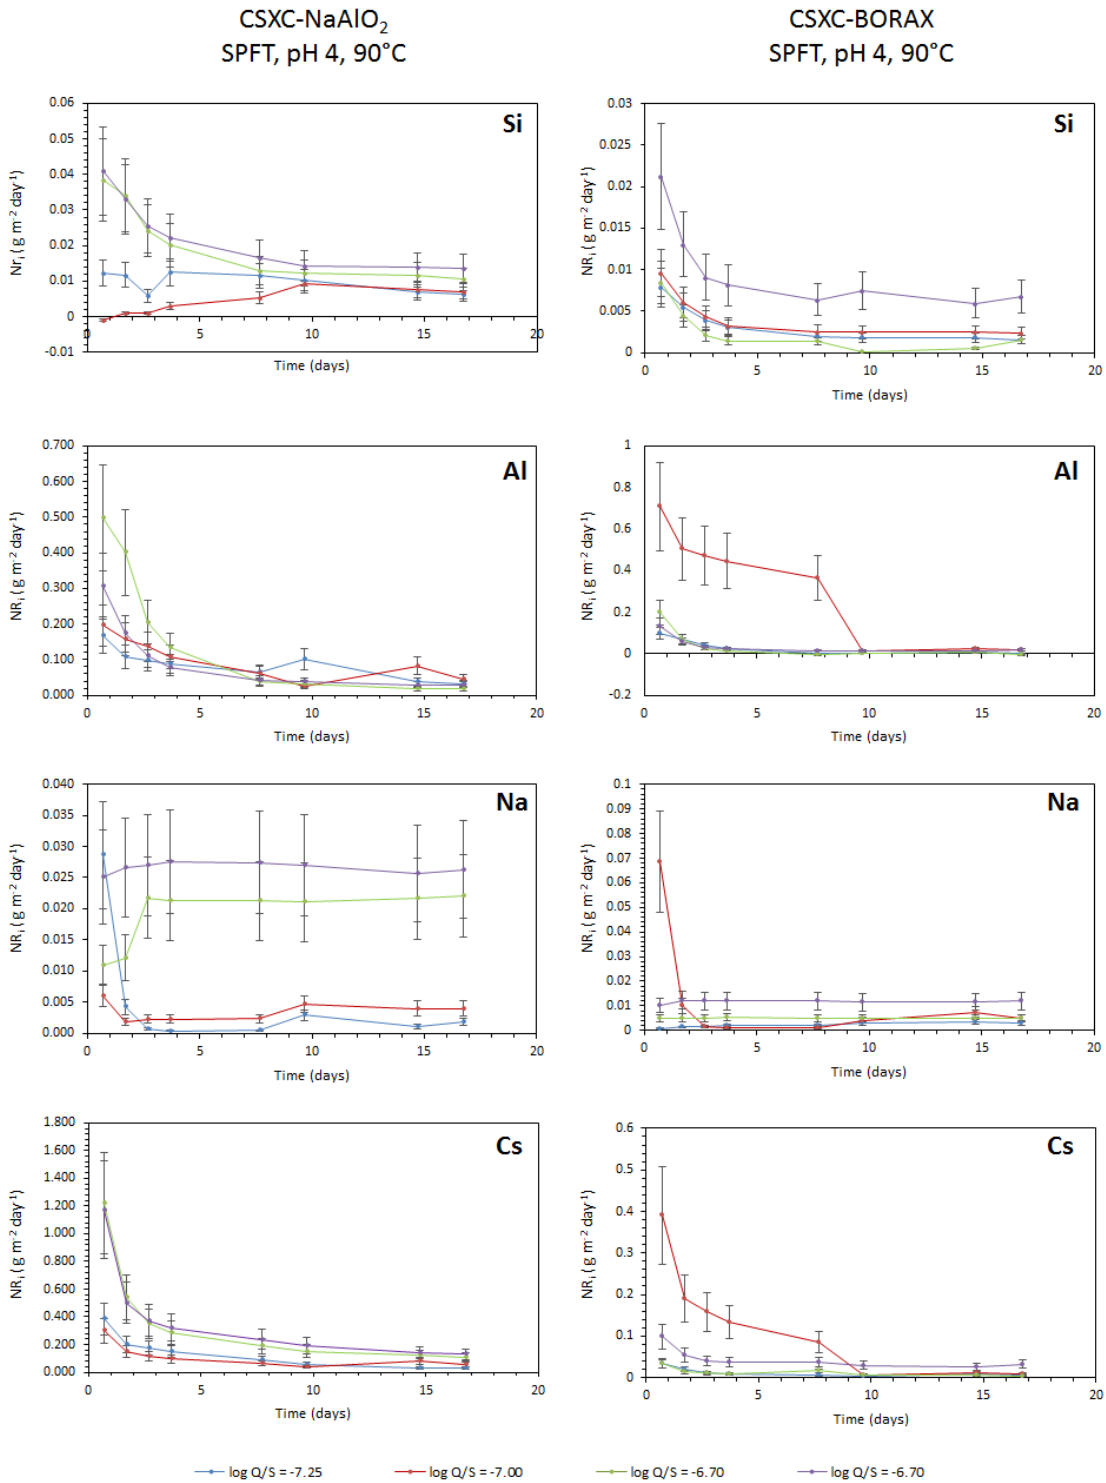 CSXC-NaAlO₂
SPFT, pH 4, 90°C
CSXC-BORAX
SPFT, pH 4, 90°C
Si
Nrᵢ ( g m⁻² day⁻¹)
0.06
0.05
0.04
0.03
0.02
0.01
0
-0.01
0 5 10 15 20
Time (days)
Si
NRᵢ ( g m⁻² day⁻¹)
0.03
0.025
0.02
0.015
0.01
0.005
0
0 5 10 15 20
Time (days)
Al
NRᵢ ( g m⁻² day⁻¹)
0.700
0.600
0.500
0.400
0.300
0.200
0.100
0.000
0 5 10 15 20
Time (days)
Al
NRᵢ ( g m⁻² day⁻¹)
1
0.8
0.6
0.4
0.2
0
-0.2
0 5 10 15 20
Time (days)
Na
NRᵢ ( g m⁻² day⁻¹)
0.040
0.035
0.030
0.025
0.020
0.015
0.010
0.005
0.000
0 5 10 15 20
Time (days)
Na
NRᵢ ( g m⁻² day⁻¹)
0.1
0.09
0.08
0.07
0.06
0.05
0.04
0.03
0.02
0.01
0
0 5 10 15 20
Time (days)
Cs
NRᵢ ( g m⁻² day⁻¹)
1.800
1.600
1.400
1.200
1.000
0.800
0.600
0.400
0.200
0.000
0 5 10 15 20
Time (days)
Cs
NRᵢ ( g m⁻² day⁻¹)
0.6
0.5
0.4
0.3
0.2
0.1
0
0 5 10 15 20
Time (days)
log Q/S = -7.25 log Q/S = -7.00 log Q/S = -6.70 log Q/S = -6.70